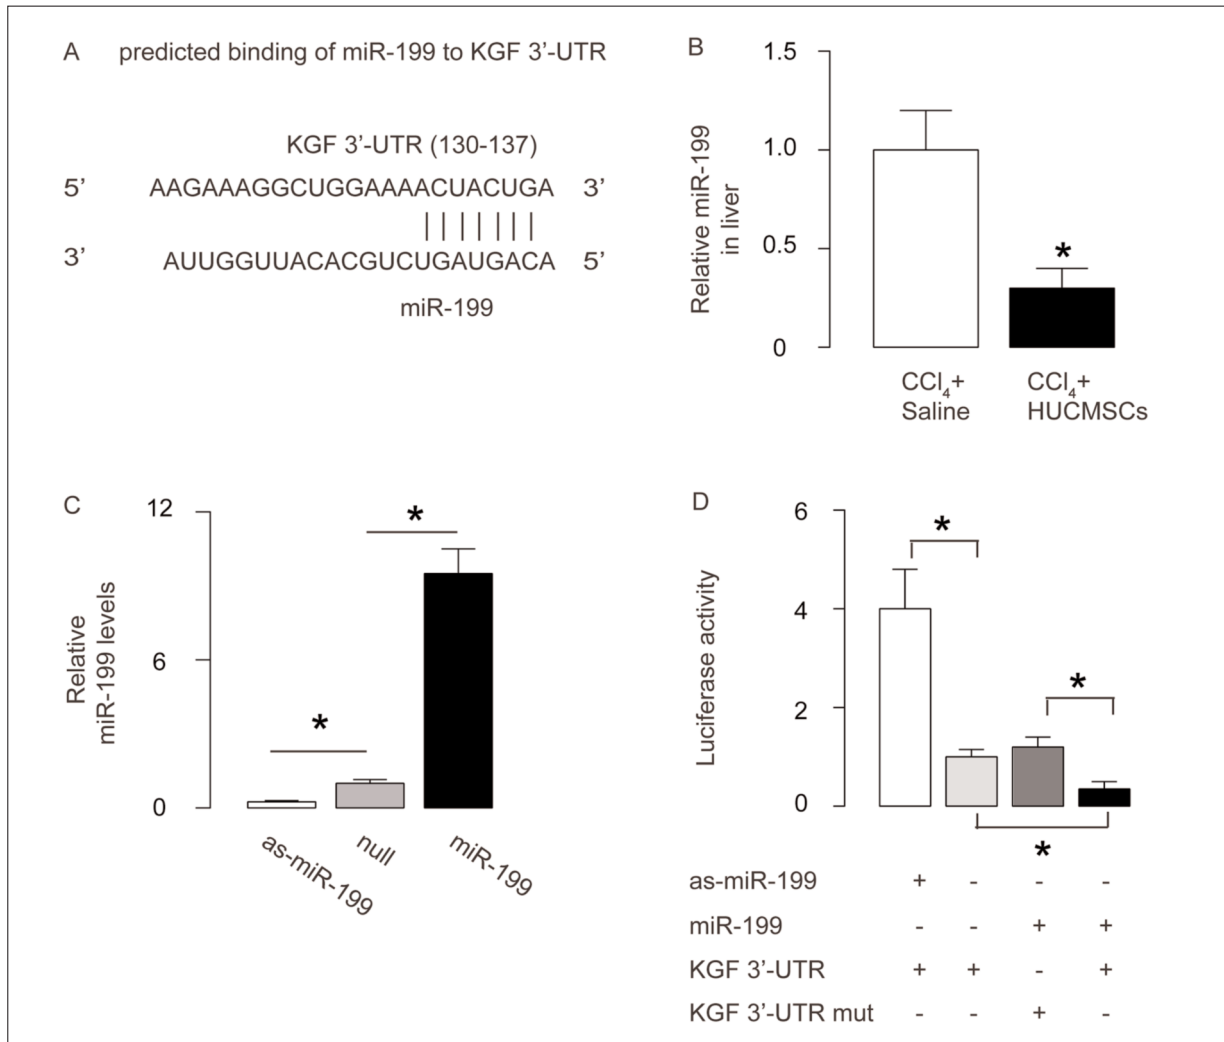 A predicted binding of miR-199 to KGF 3'-UTR
KGF 3'-UTR (130-137)
5' AAGAAAGGCUGGAAAACUACUGA 3'
3' AUUGGUUACACGUCUGAUGACA 5'
miR-199
B
Relative miR-199
in liver
1.5
1.0
0.5
0
*
CCl4+
Saline
CCl4+
HUCMSCs
C
Relative
miR-199 levels
12
6
0
*
*
as-miR-199
null
miR-199
D
Luciferase activity
6
4
2
0
*
*
*
as-miR-199 + - - -
miR-199 - - + +
KGF 3'-UTR + + - +
KGF 3'-UTR mut - - + -